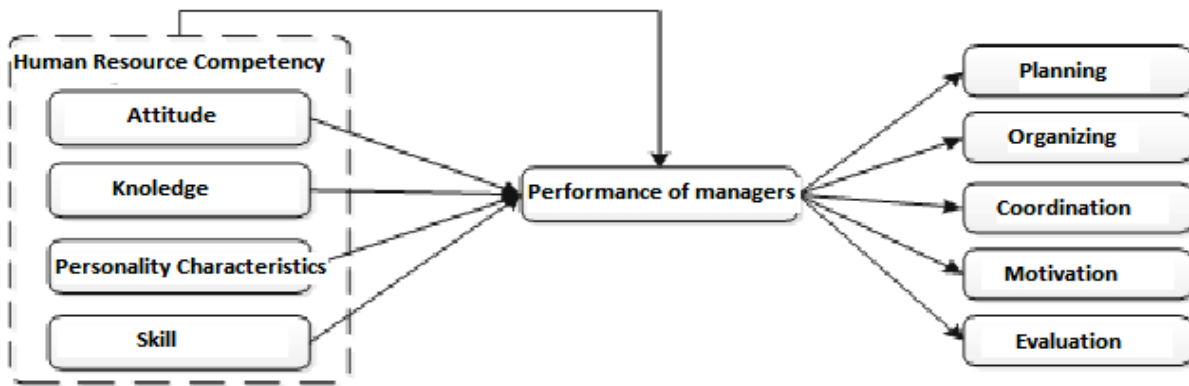 Human Resource Competency
Attitude
Knoledge
Personality Characteristics
Skill
Performance of managers
Planning
Organizing
Coordination
Motivation
Evaluation